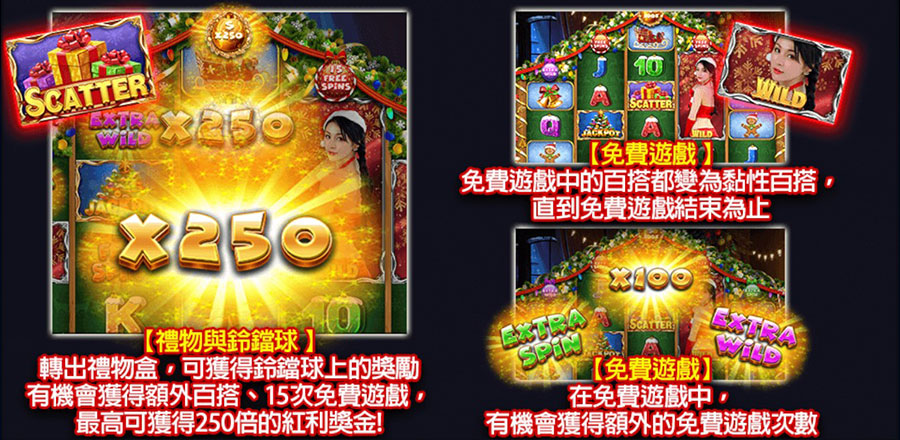 X250
15
FREE
SPINS
SCATTER
EXTRA
WILD
X250
X250
K
10
【禮物與鈴鐺球】
轉出禮物盒，可獲得鈴鐺球上的獎勵
有機會獲得額外百搭、15次免費遊戲，
最高可獲得250倍的紅利獎金!
J
10
A
SCATTER
Q
JACKPOT
A
WILD
WILD
【免費遊戲】
免費遊戲中的百搭都變為黏性百搭，
直到免費遊戲結束為止
X100
EXTRA
SPIN
SCATTER
EXTRA
WILD
【免費遊戲】
在免費遊戲中，
有機會獲得額外的免費遊戲次數